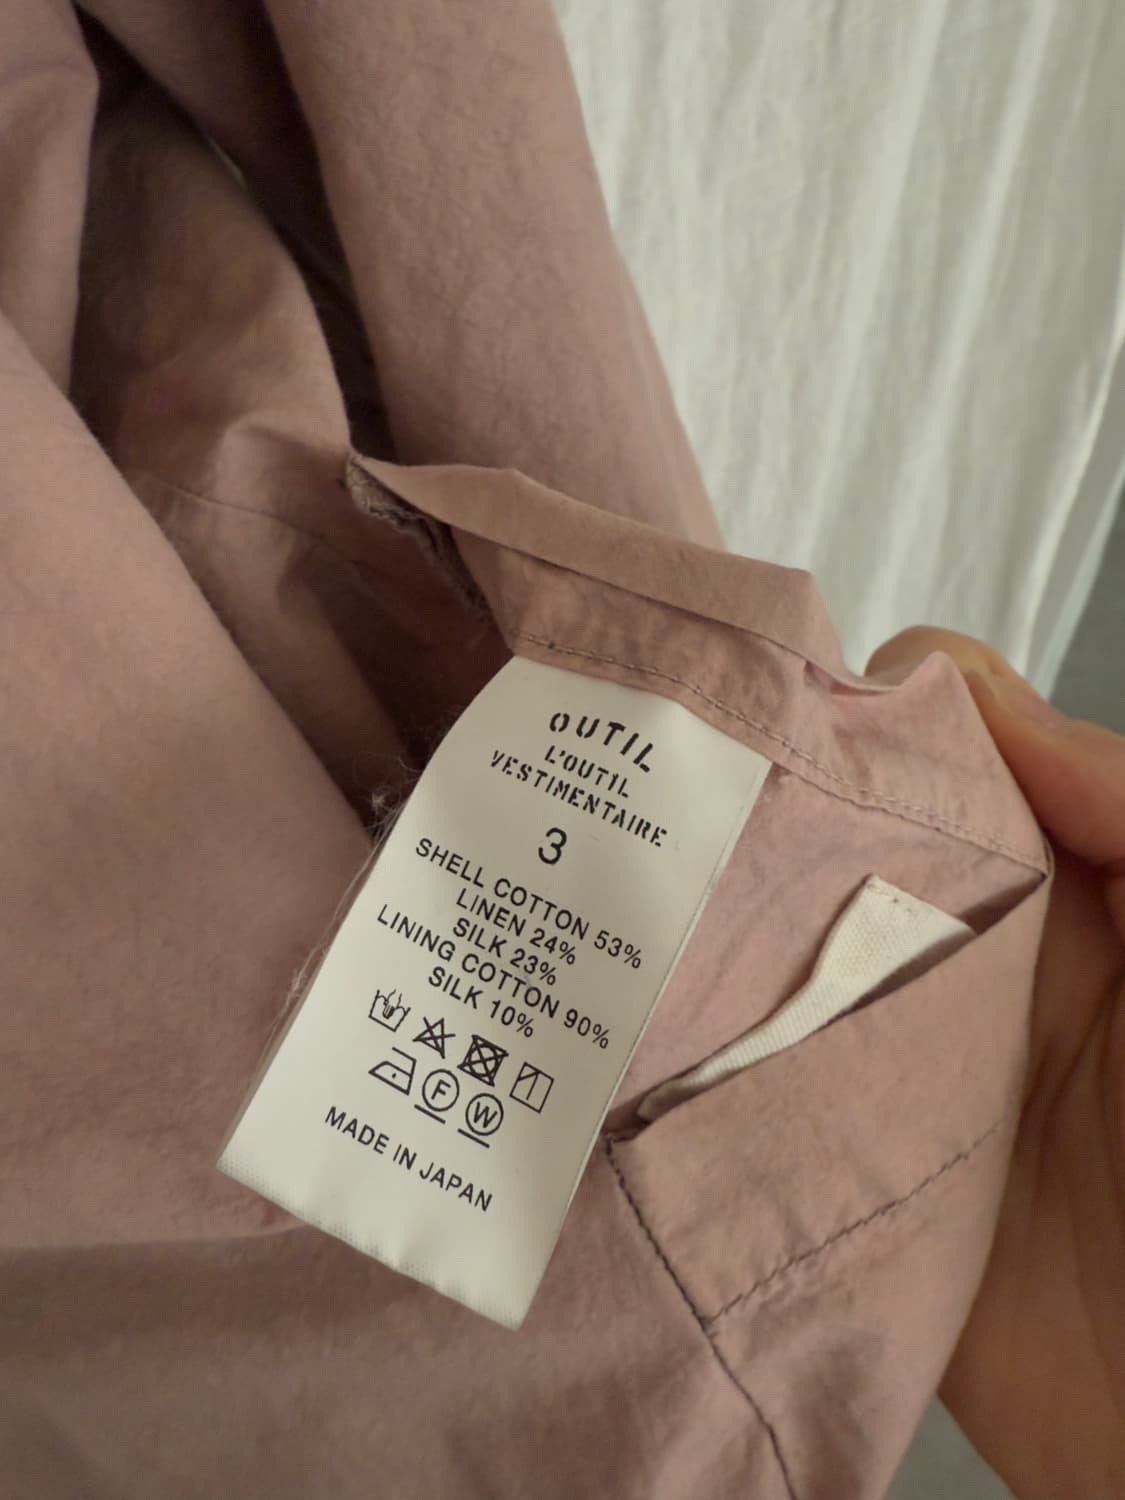 OUTIL
L'OUTIL
VESTIMENTAIRE
3
SHELL COTTON 53%
LINEN 24%
SILK 23%
LINING COTTON 90%
SILK 10%
F W
MADE IN JAPAN